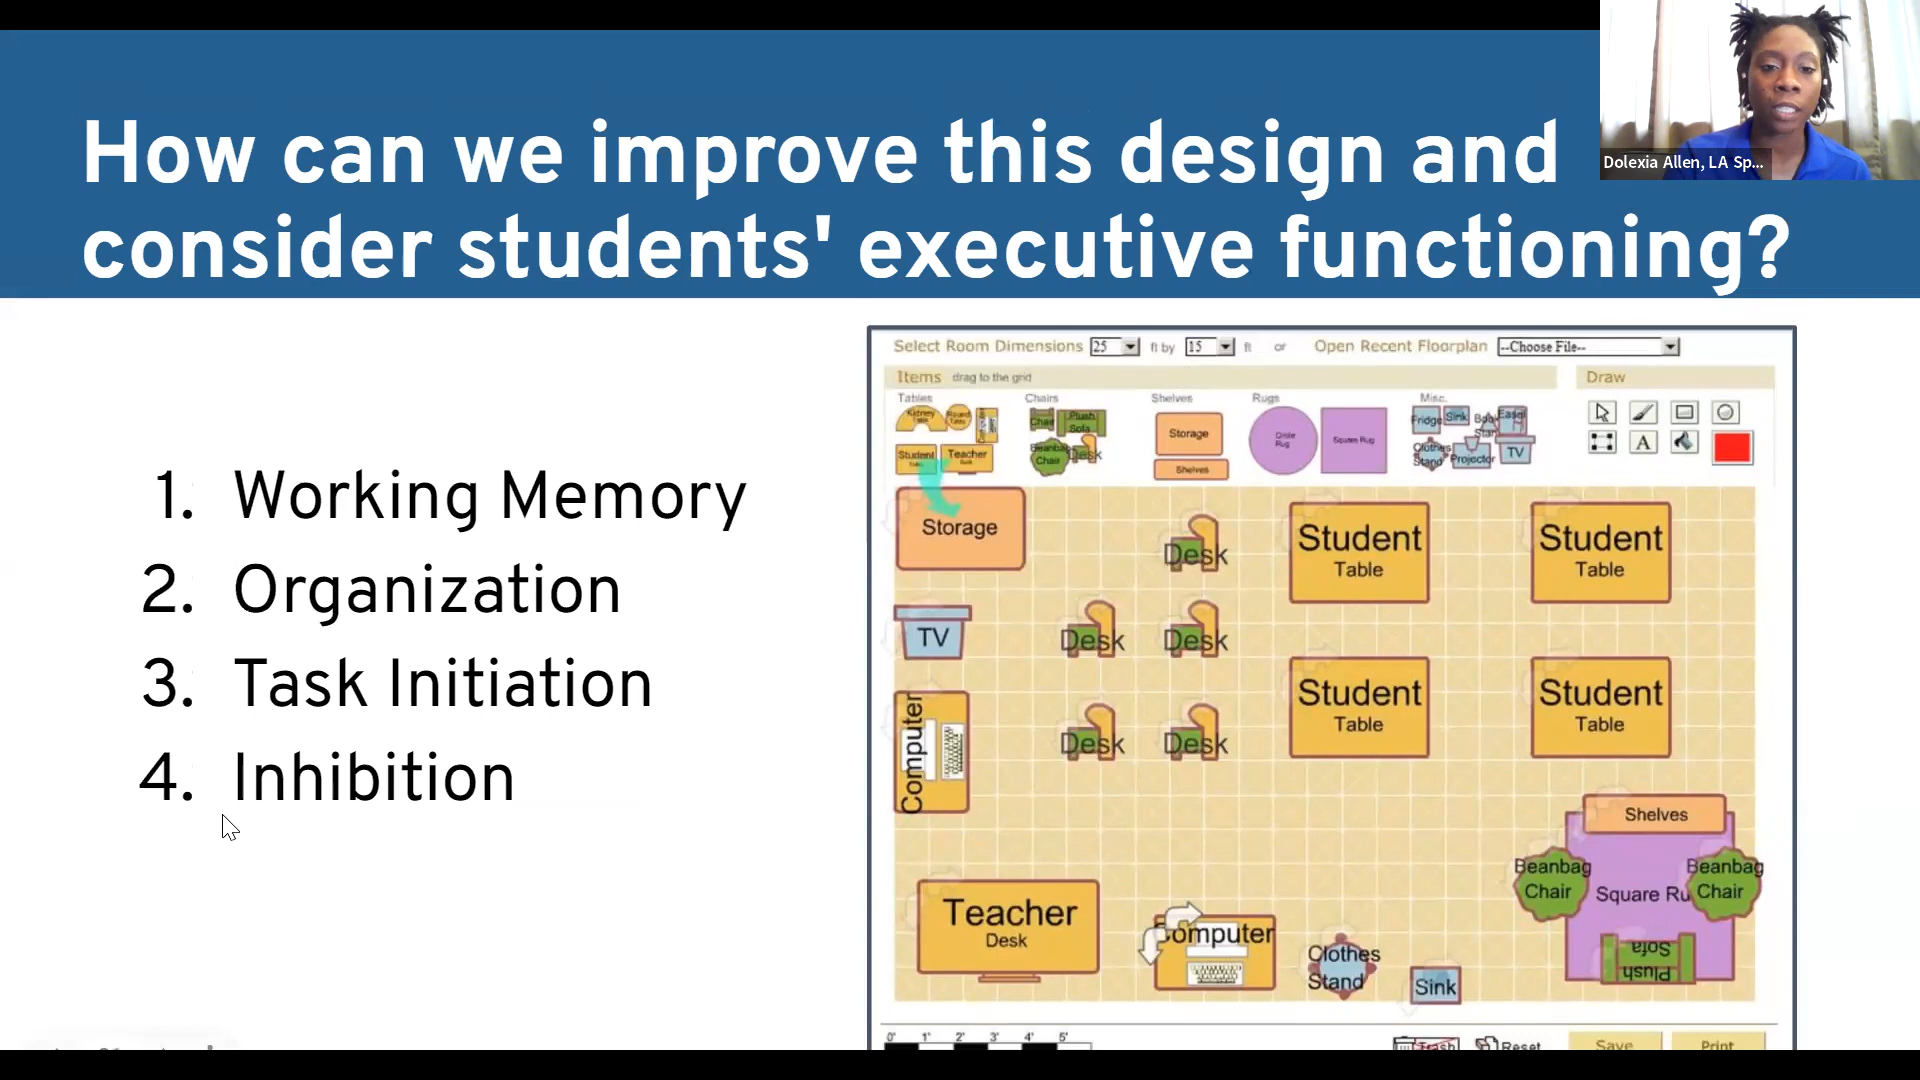 How can we improve this design and
consider students' executive functioning?
Dolexia Allen, LA Sp...
1. Working Memory
2. Organization
3. Task Initiation
4. Inhibition
Select Room Dimensions 25 ft by 15 ft or Open Recent Floorplan --Choose File--
Items drag to the grid
Draw
Tables
Chairs
Shelves
Rugs
Misc.
Kidney
Round
Student
Teacher
Chair
Plush
Sofa
Beanbag
Chair
Desk
Storage
Shelves
Circle
Rug
Square Rug
Fridge
Sink
Easel
Clothes
Stand
Projector
TV
A
Storage
TV
Computer
Desk
Desk
Desk
Desk
Desk
Student
Table
Student
Table
Student
Table
Student
Table
Shelves
Beanbag
Chair
Square Ru
Beanbag
Chair
Plush
Sofa
Teacher
Desk
Computer
Clothes
Stand
Sink
0' 1' 2' 3' 4' 5'
Trash
Reset
Save
Print